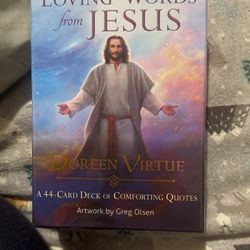 LOVING WORDS
from JESUS
DOREEN VIRTUE
A 44-CARD DECK OF COMFORTING QUOTES
Artwork by Greg Olsen